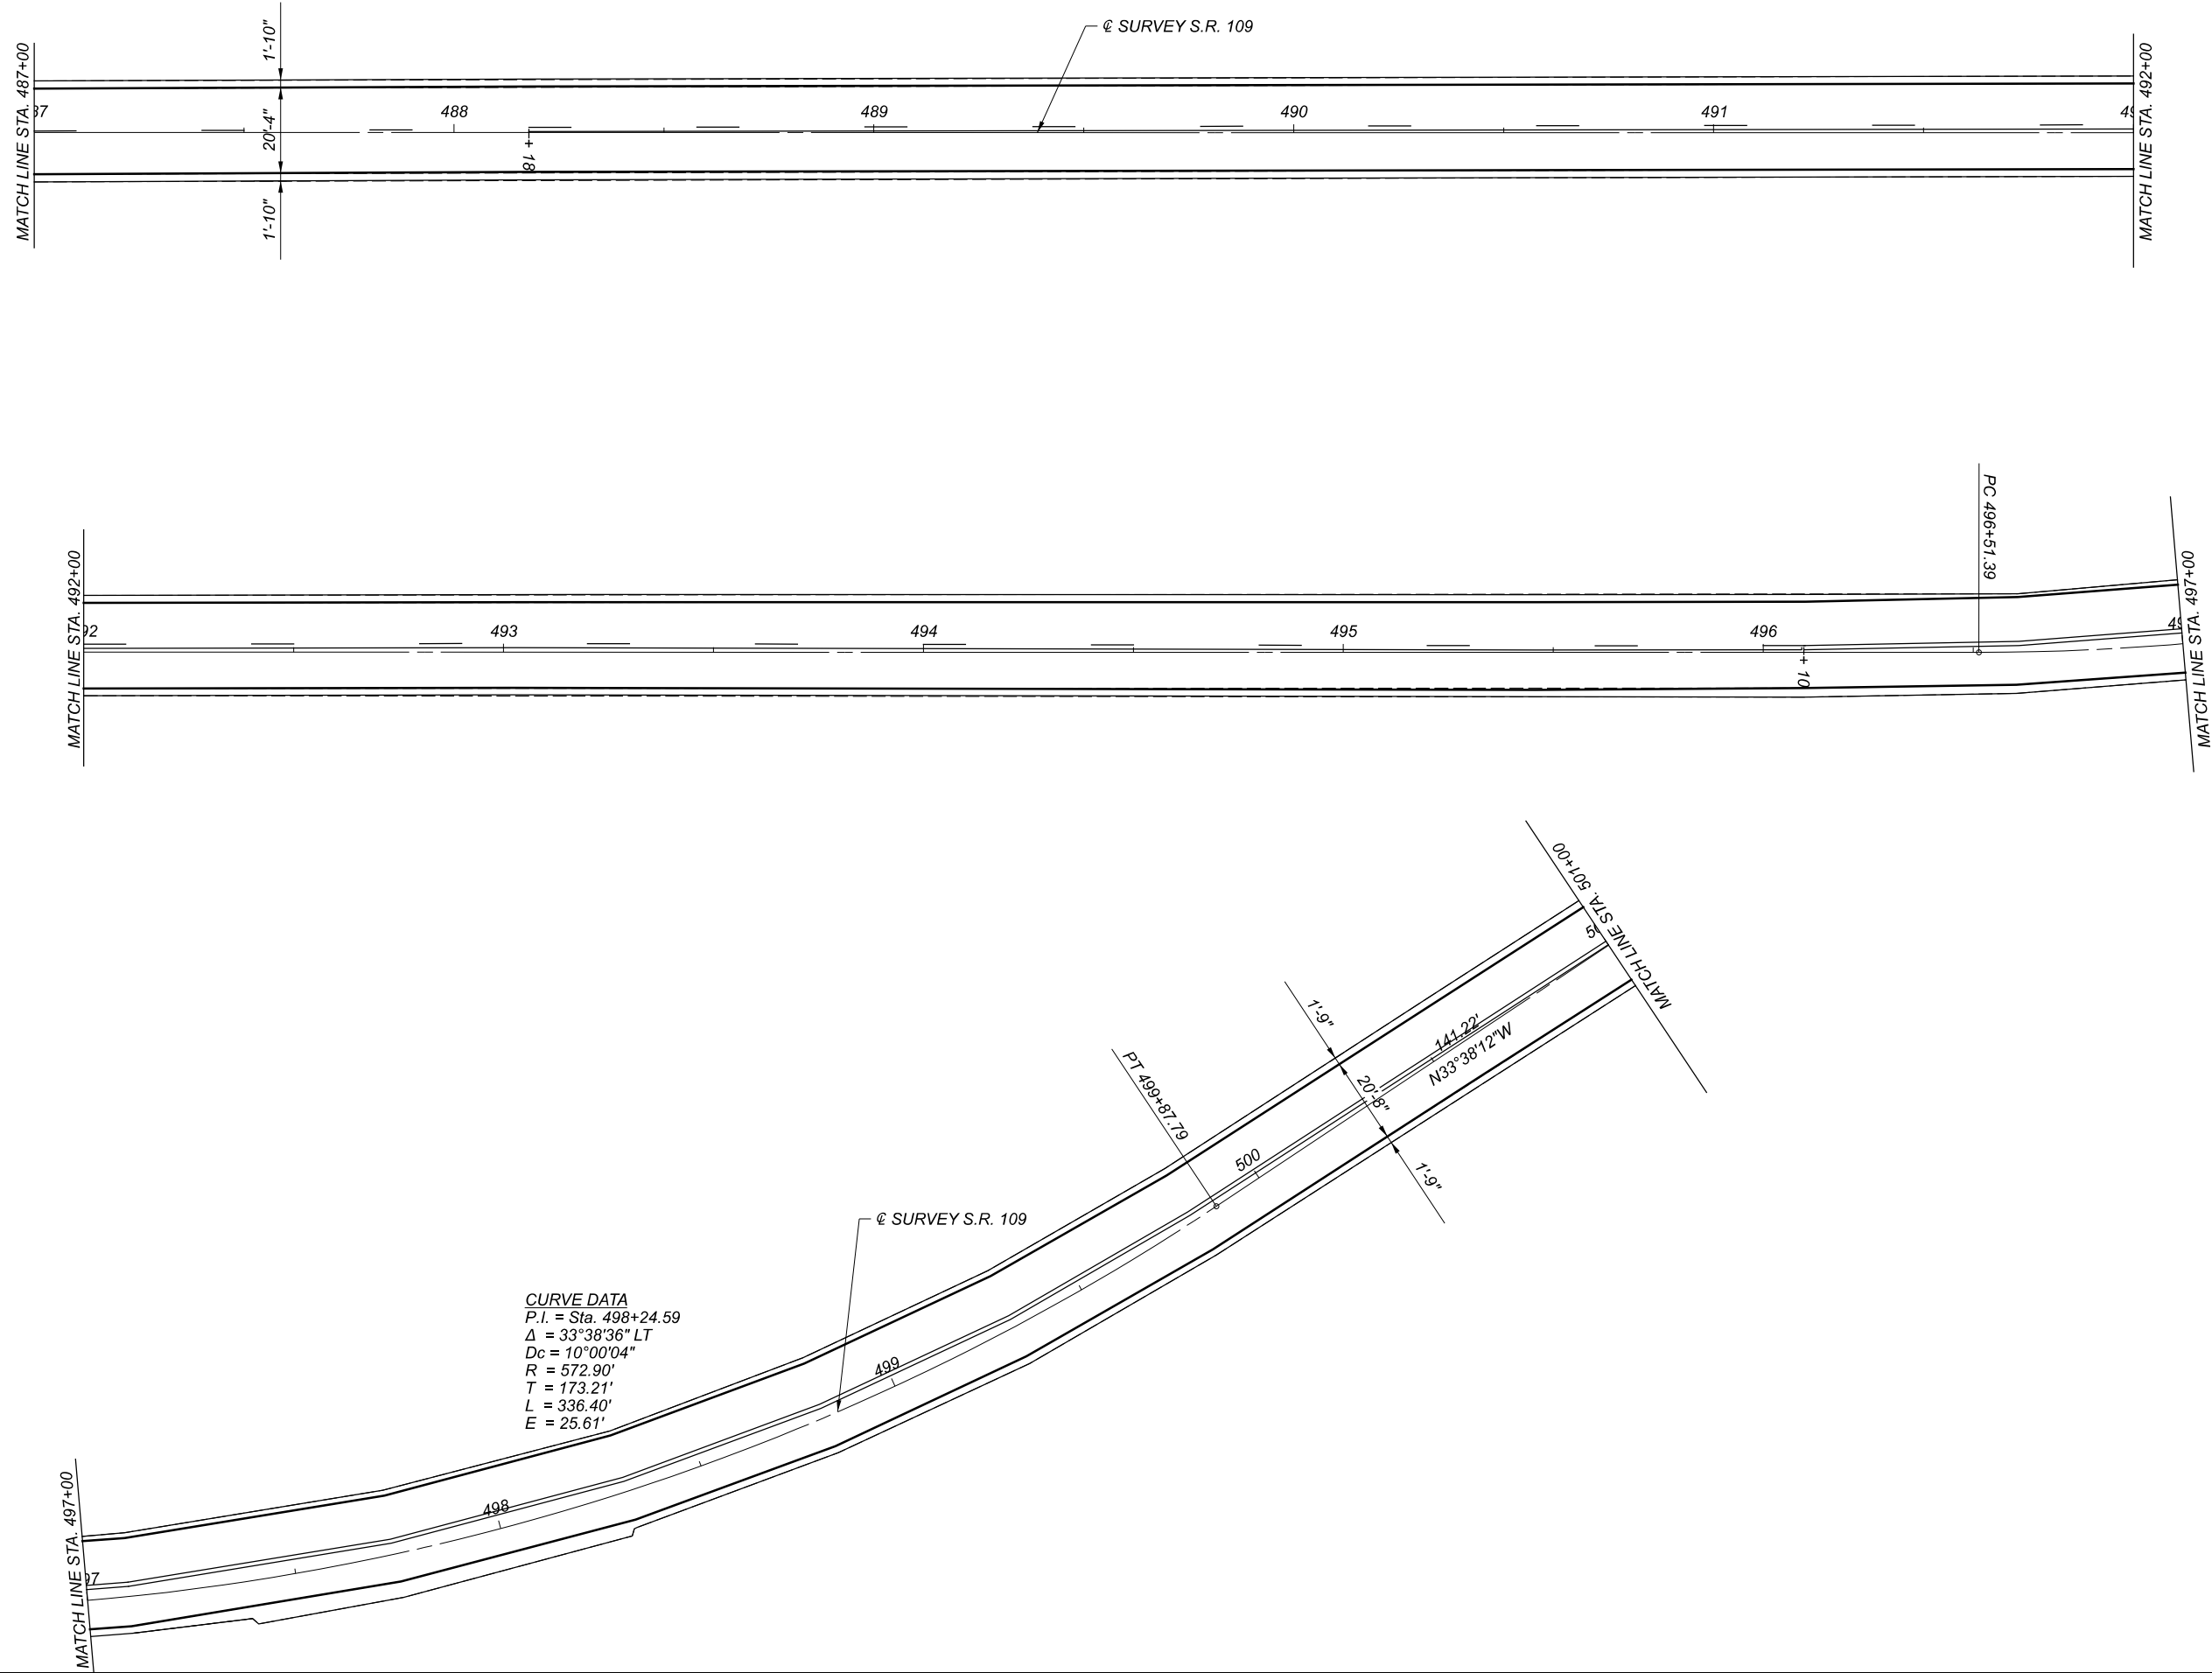 ℄ SURVEY S.R. 109
MATCH LINE STA. 487+00
1'-10"
20'-4"
1'-10"
488
+ 18
489
490
491
MATCH LINE STA. 492+00
MATCH LINE STA. 492+00
493
494
495
496
+ 10
PC 496+51.39
MATCH LINE STA. 497+00
MATCH LINE STA. 501+00
1'-9"
20'-8"
1'-9"
141.22'
N33°38'12"W
PT 499+87.79
500
℄ SURVEY S.R. 109
CURVE DATA
P.I. = Sta. 498+24.59
Δ = 33°38'36" LT
Dc = 10°00'04"
R = 572.90'
T = 173.21'
L = 336.40'
E = 25.61'
499
498
MATCH LINE STA. 497+00